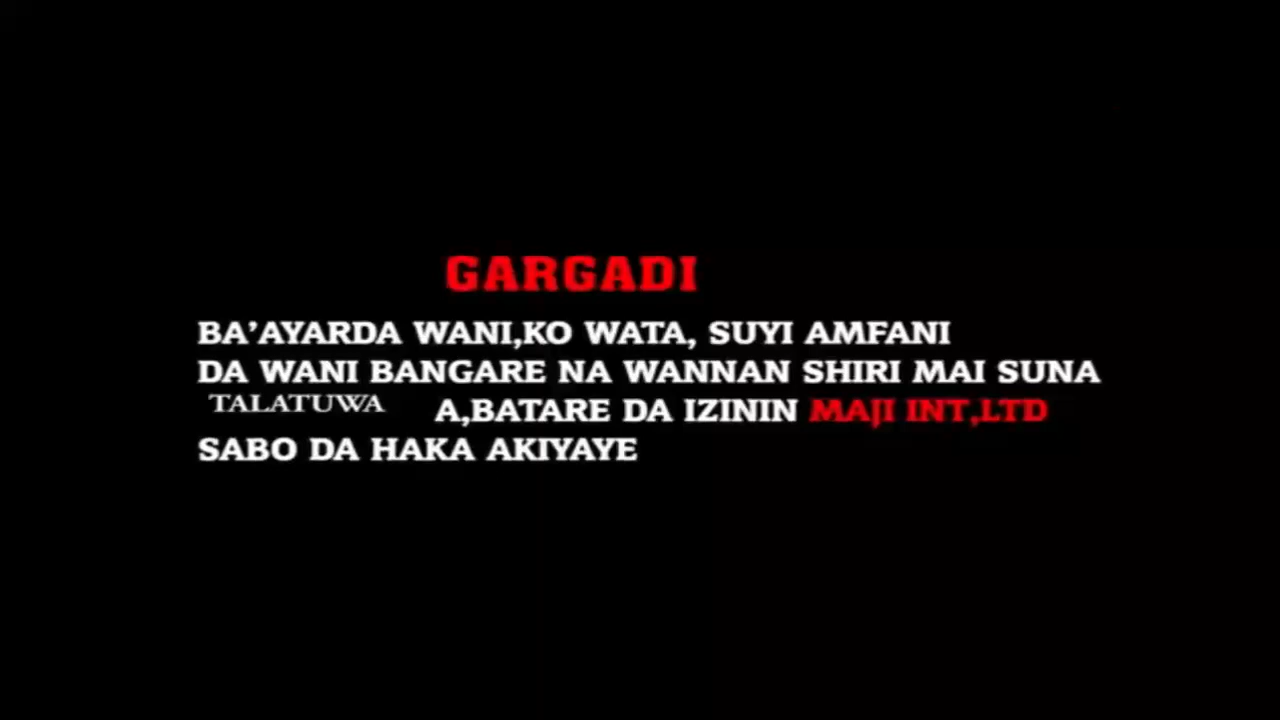 GARGADI
BA'AYARDA WANI,KO WATA, SUYI AMFANI
DA WANI BANGARE NA WANNAN SHIRI MAI SUNA
TALATUWA A,BATARE DA IZININ MAJI INT,LTD
SABO DA HAKA AKIYAYE